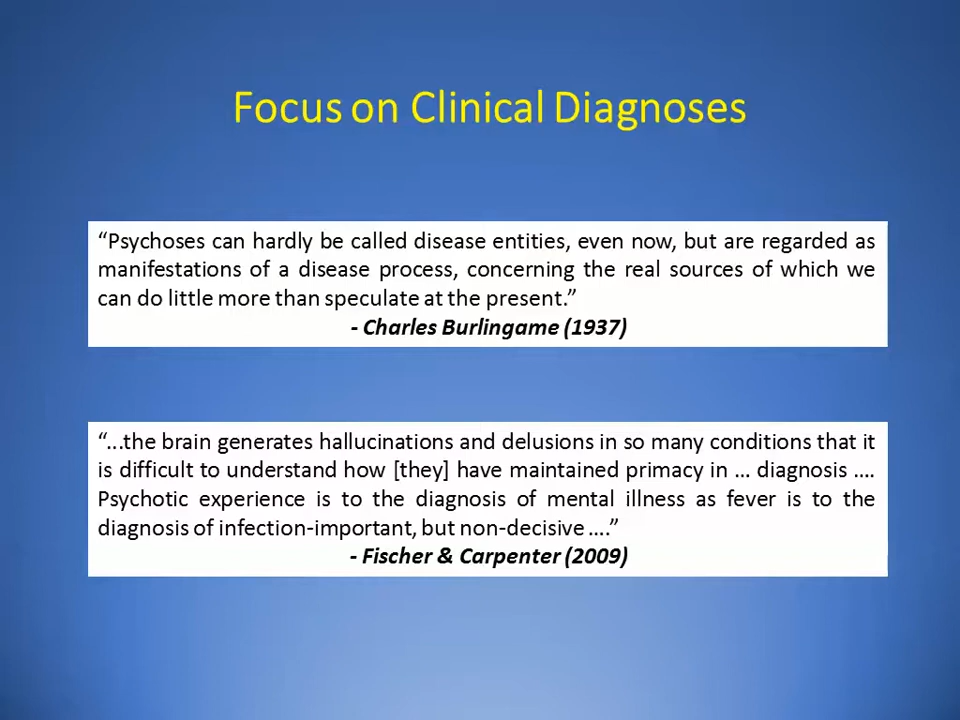 Focus on Clinical Diagnoses
“Psychoses can hardly be called disease entities, even now, but are regarded as
manifestations of a disease process, concerning the real sources of which we
can do little more than speculate at the present.”
- Charles Burlingame (1937)
“...the brain generates hallucinations and delusions in so many conditions that it
is difficult to understand how [they] have maintained primacy in ... diagnosis ....
Psychotic experience is to the diagnosis of mental illness as fever is to the
diagnosis of infection-important, but non-decisive ....”
- Fischer & Carpenter (2009)